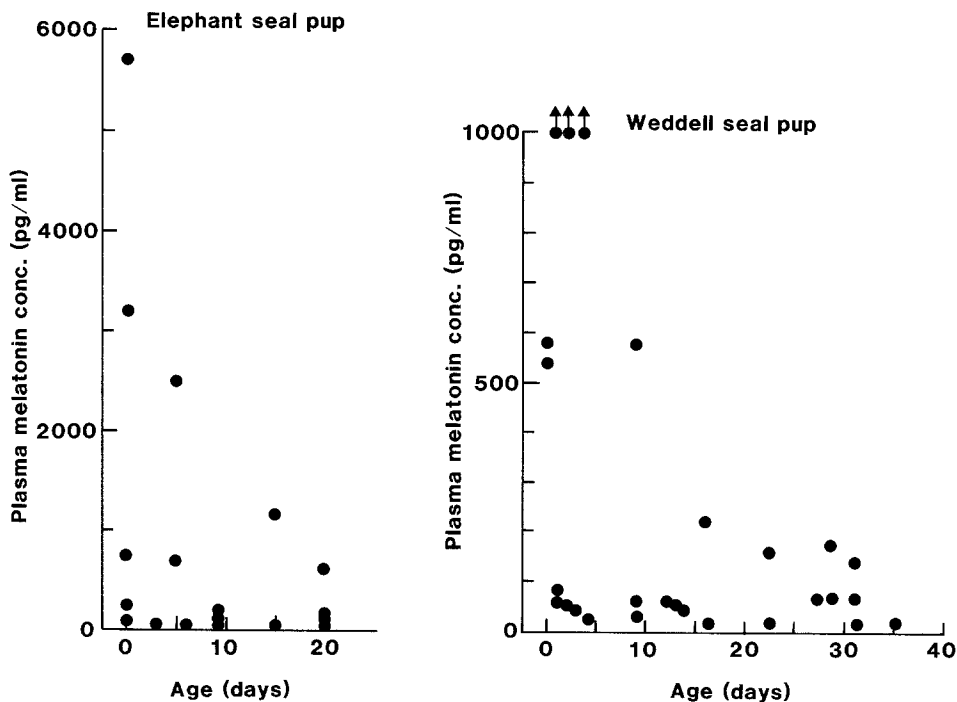 Elephant seal pup
6000
4000
2000
0
Plasma melatonin conc. (pg/ml)
0 10 20
Age (days)
Weddell seal pup
1000
500
0
Plasma melatonin conc. (pg/ml)
0 10 20 30 40
Age (days)